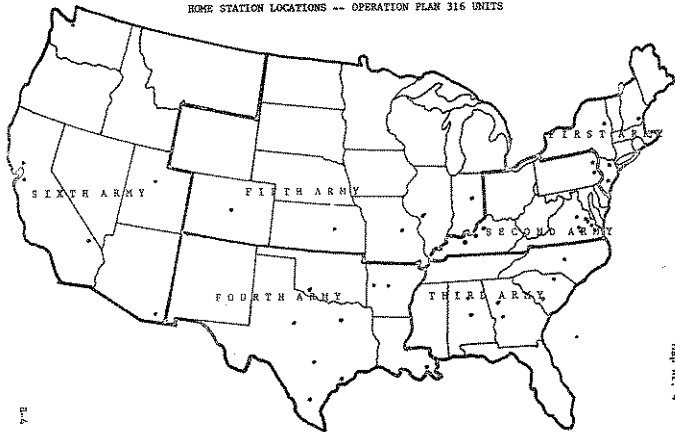 HOME STATION LOCATIONS -- OPERATION PLAN 316 UNITS
FIRST ARMY
SIXTH ARMY
FIFTH ARMY
SECOND ARMY
FOURTH ARMY
THIRD ARMY